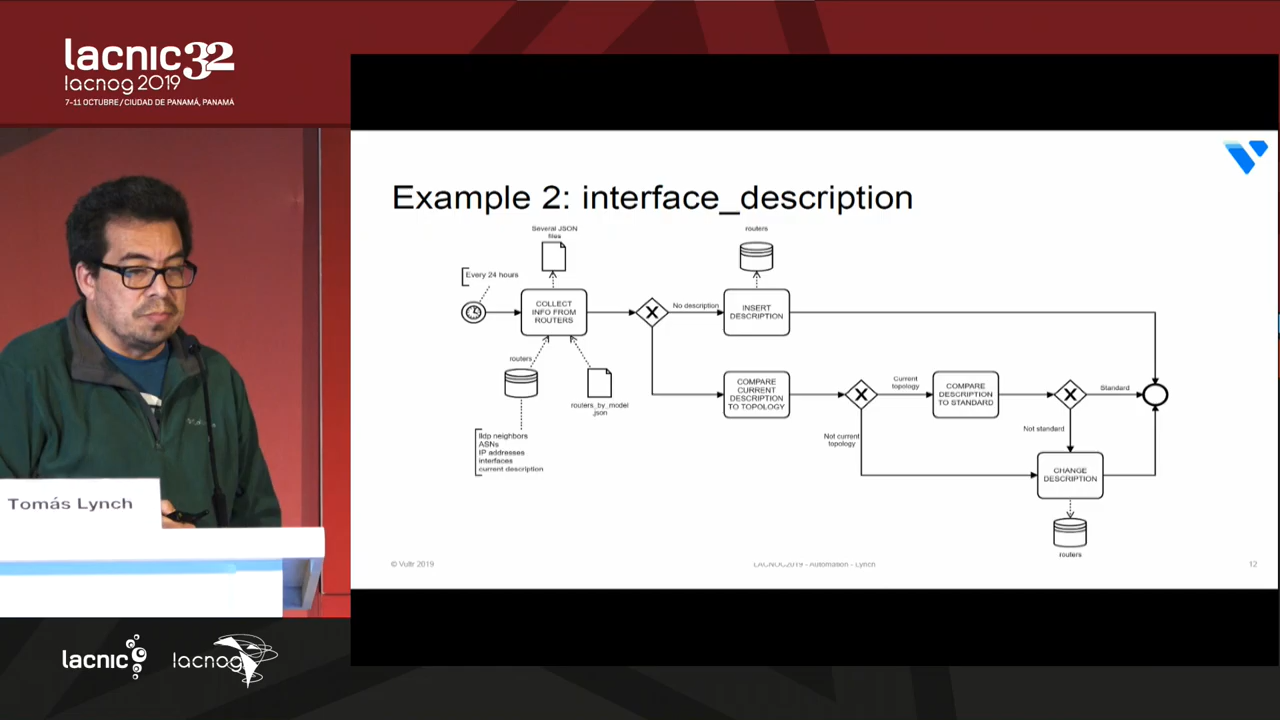 lacnic32
lacnog 2019
7-11 OCTUBRE / CIUDAD DE PANAMÁ, PANAMÁ
Example 2: interface_description
Several JSON
files
routers
Every 24 hours
COLLECT
INFO FROM
ROUTERS
No description
INSERT
DESCRIPTION
routers
routers_by_model
.json
COMPARE
CURRENT
DESCRIPTION
TO TOPOLOGY
Current
topology
COMPARE
DESCRIPTION
TO STANDARD
Standard
lldp neighbors
ASNs
IP addresses
interfaces
current description
Not current
topology
Not standard
CHANGE
DESCRIPTION
routers
© Vultr 2019
LACNOG2019 - Automation - Lynch
12
Tomás Lynch
lacnic
lacnog